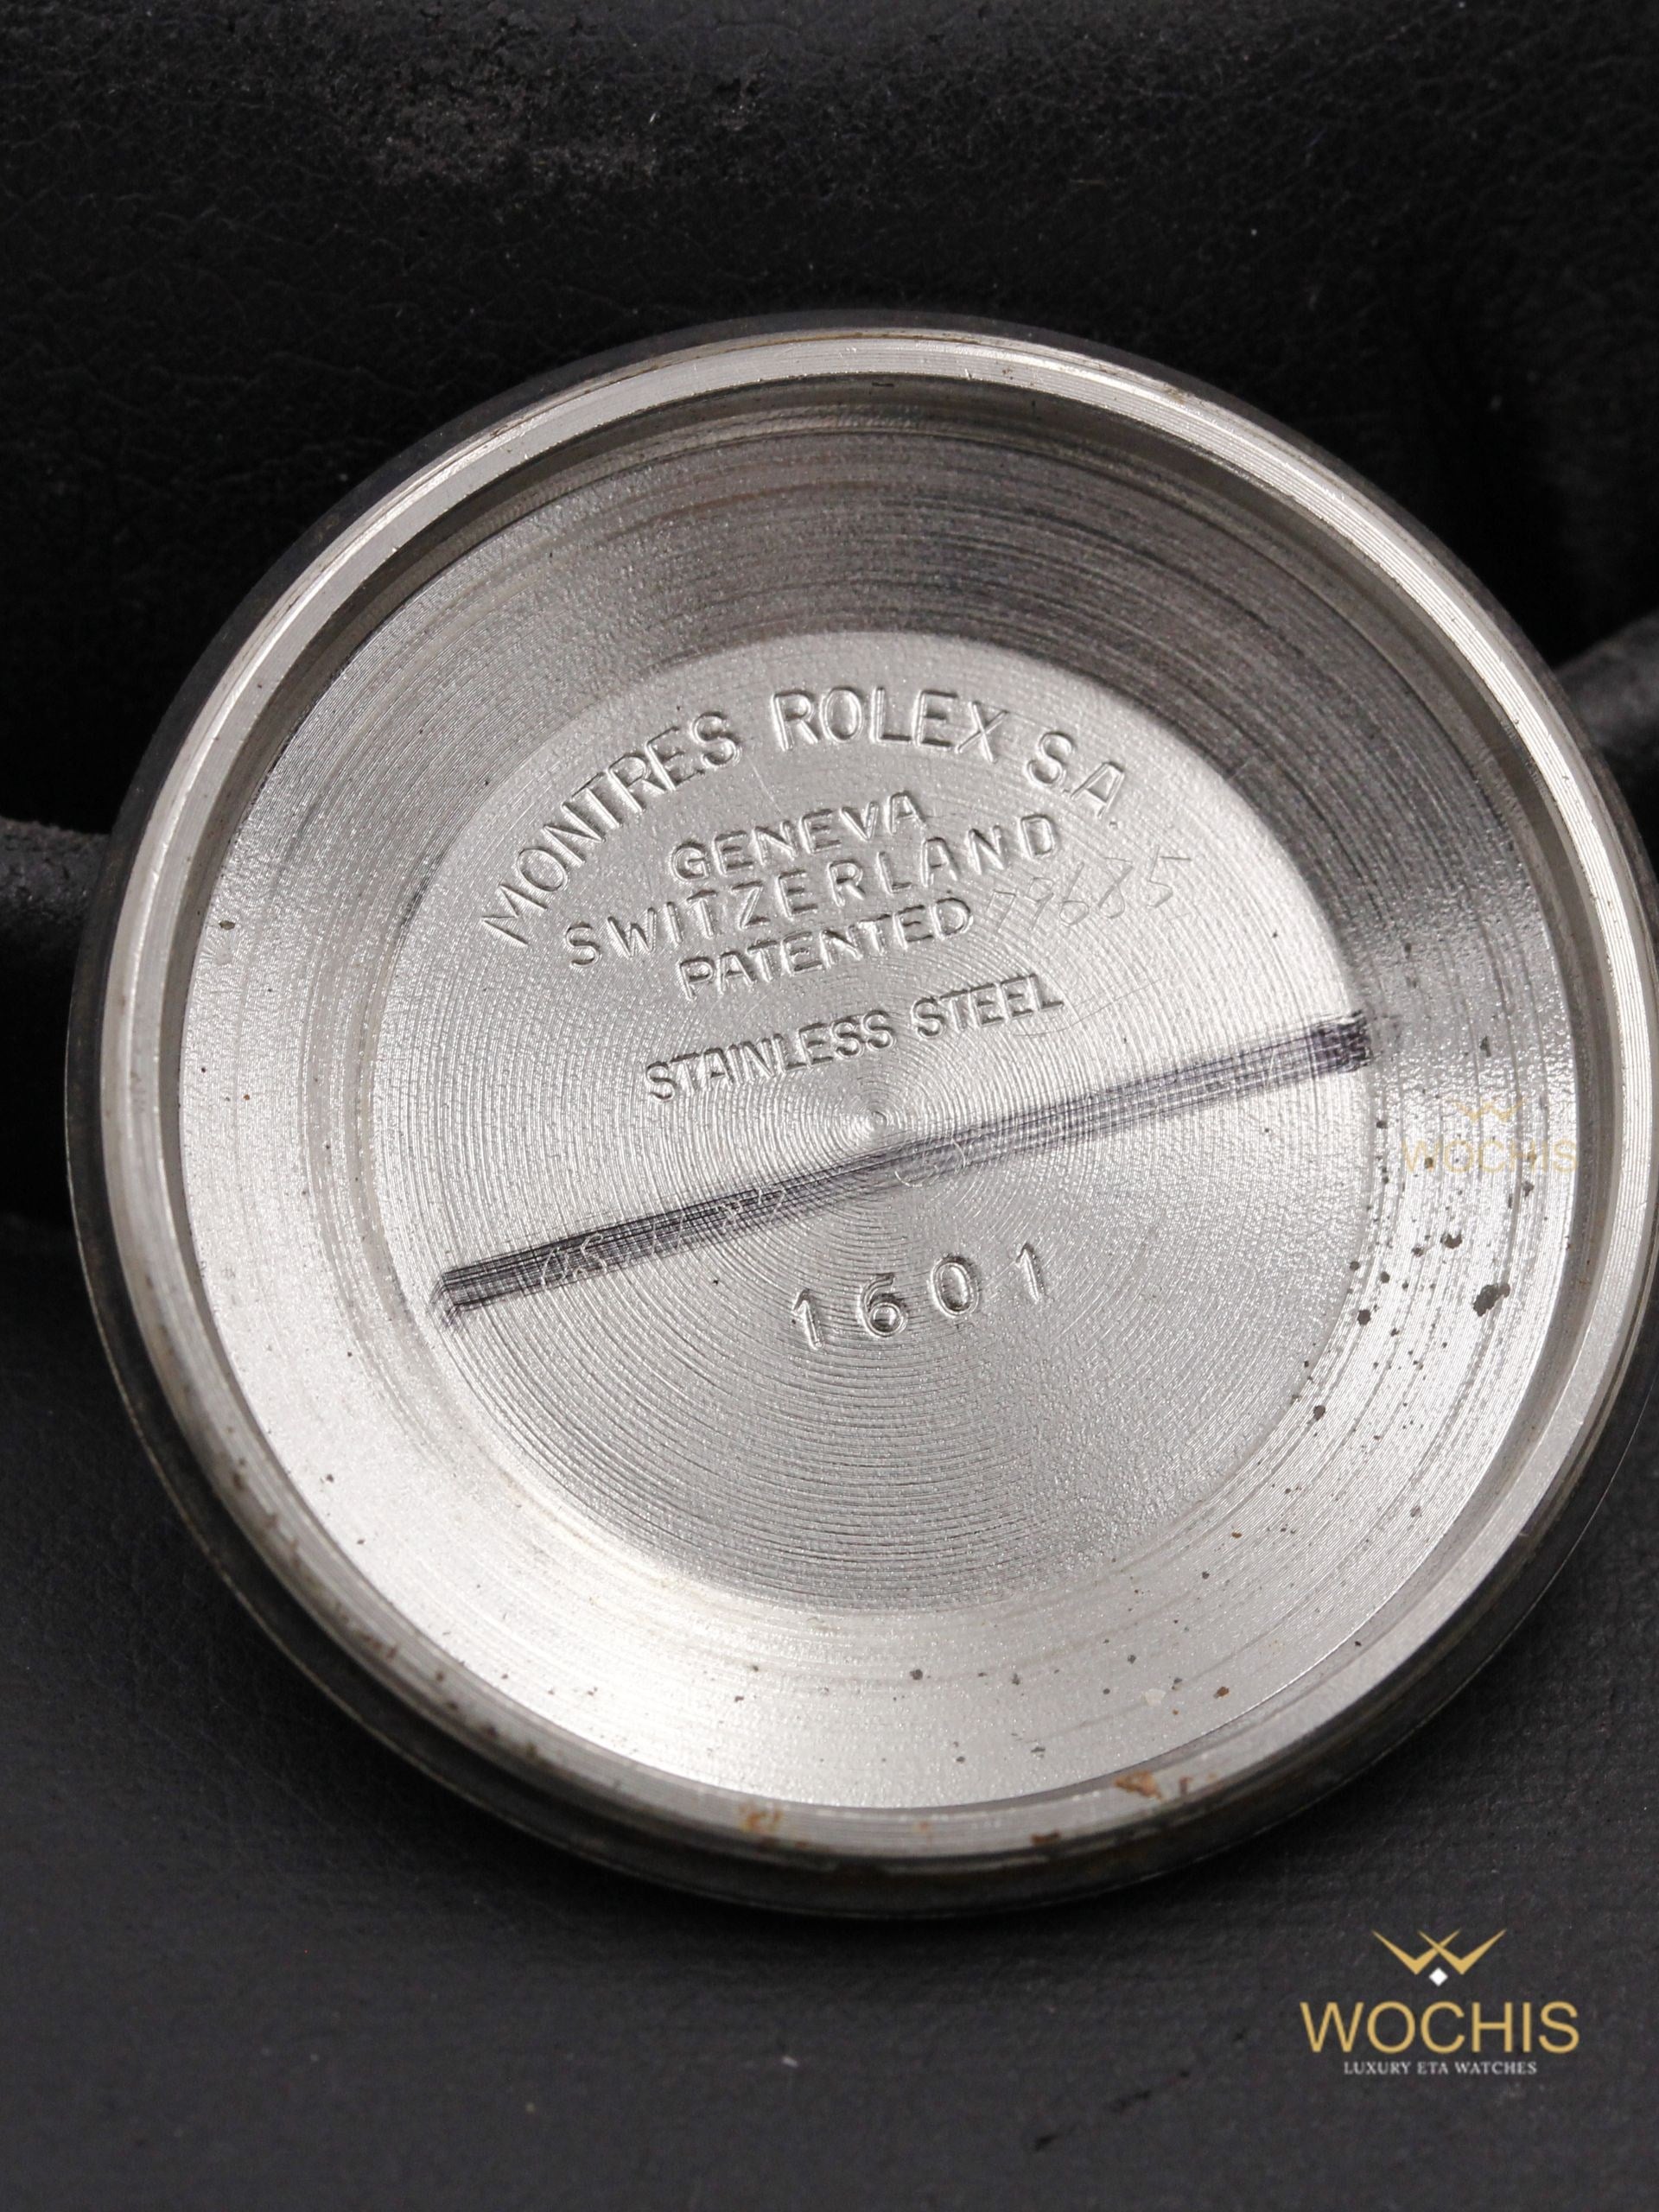 MONTRES ROLEX S.A.
GENEVA
SWITZERLAND
PATENTED
STAINLESS STEEL
1601
WOCHIS
WOCHIS
LUXURY ETA WATCHES